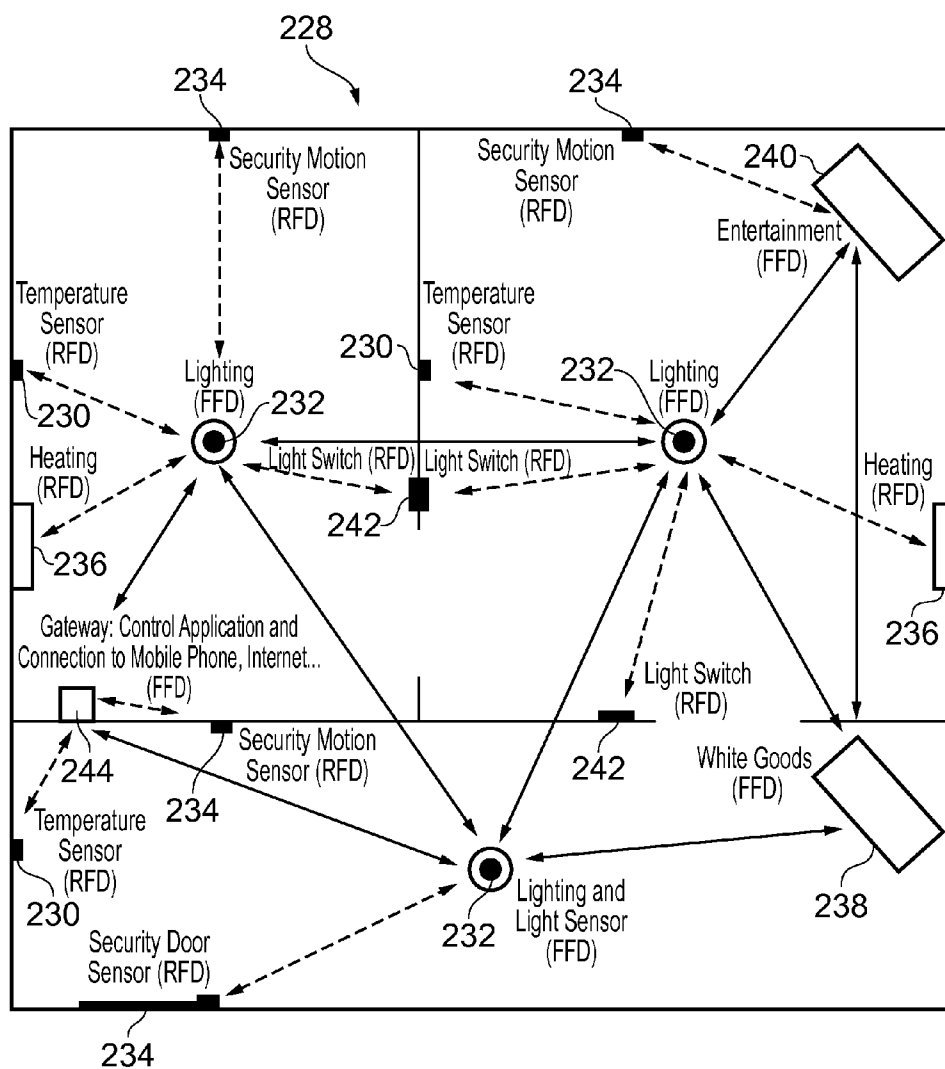 228
234
234
Security Motion
Sensor
(RFD)
Security Motion
Sensor
(RFD)
240
Entertainment
(FFD)
Temperature
Sensor
(RFD)
Temperature
Sensor
(RFD)
230
230
Lighting
(FFD)
232
232
Lighting
(FFD)
Heating
(RFD)
Light Switch (RFD)
Light Switch (RFD)
Heating
(RFD)
242
236
236
Gateway: Control Application and
Connection to Mobile Phone, Internet...
(FFD)
Light Switch
(RFD)
244
234
Security Motion
Sensor (RFD)
242
White Goods
(FFD)
Temperature
Sensor
(RFD)
230
232
Lighting and
Light Sensor
(FFD)
238
Security Door
Sensor (RFD)
234